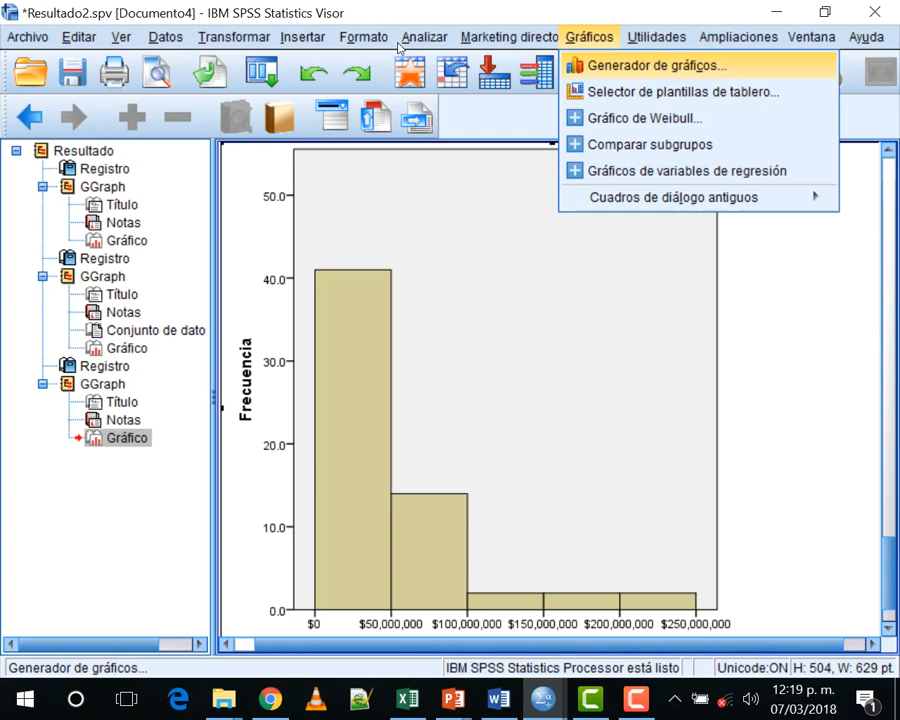 *Resultado2.spv [Documento4] - IBM SPSS Statistics Visor
Archivo Editar Ver Datos Transformar Insertar Formato Analizar Marketing directo Gráficos Utilidades Ampliaciones Ventana Ayuda
Generador de gráficos...
Selector de plantillas de tablero...
Gráfico de Weibull...
Comparar subgrupos
Gráficos de variables de regresión
Cuadros de diálogo antiguos
Resultado
Registro
GGraph
Título
Notas
Gráfico
Registro
GGraph
Título
Notas
Conjunto de dato
Gráfico
Registro
GGraph
Título
Notas
Gráfico
Frecuencia
50.0
40.0
30.0
20.0
10.0
0.0
$0 $50,000,000 $100,000,000 $150,000,000 $200,000,000 $250,000,000
Generador de gráficos... IBM SPSS Statistics Processor está listo Unicode:ON H: 504, W: 629 pt.
12:19 p. m.
07/03/2018
1